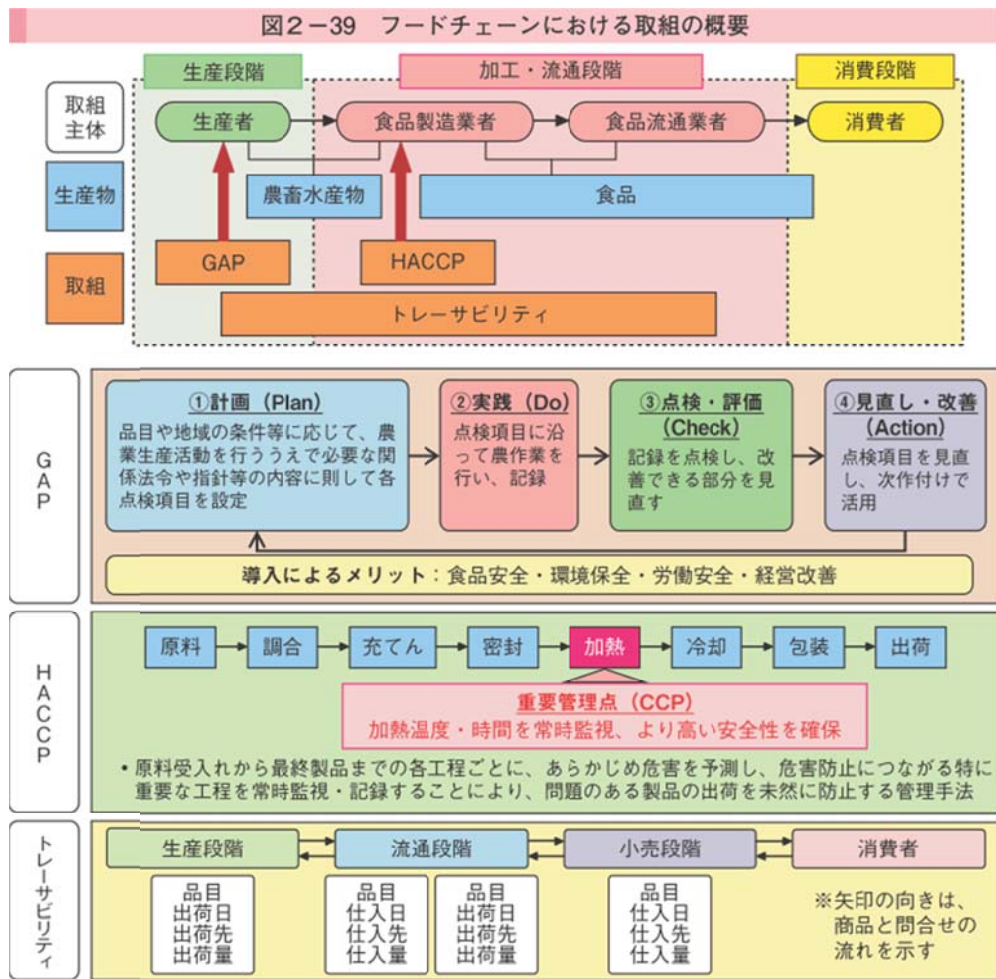 図２－39 フードチェーンにおける取組の概要
生産段階
加工・流通段階
消費段階
取組
主体
生産者
食品製造業者
食品流通業者
消費者
生産物
農畜水産物
食品
取組
GAP
HACCP
トレーサビリティ
GAP
①計画（Plan）
品目や地域の条件等に応じて、農
業生産活動を行ううえで必要な関
係法令や指針等の内容に則して各
点検項目を設定
②実践（Do）
点検項目に沿
って農作業を
行い、記録
③点検・評価
（Check）
記録を点検し、改
善できる部分を見
直す
④見直し・改善
（Action）
点検項目を見直
し、次作付けで
活用
導入によるメリット：食品安全・環境保全・労働安全・経営改善
HACCP
原料
調合
充てん
密封
加熱
冷却
包装
出荷
重要管理点（CCP）
加熱温度・時間を常時監視、より高い安全性を確保
・原料受入れから最終製品までの各工程ごとに、あらかじめ危害を予測し、危害防止につながる特に
重要な工程を常時監視・記録することにより、問題のある製品の出荷を未然に防止する管理手法
トレーサビリティ
生産段階
流通段階
小売段階
消費者
品目
出荷日
出荷先
出荷量
品目
仕入日
仕入先
仕入量
品目
出荷日
出荷先
出荷量
品目
仕入日
仕入先
仕入量
※矢印の向きは、
商品と問合せの
流れを示す